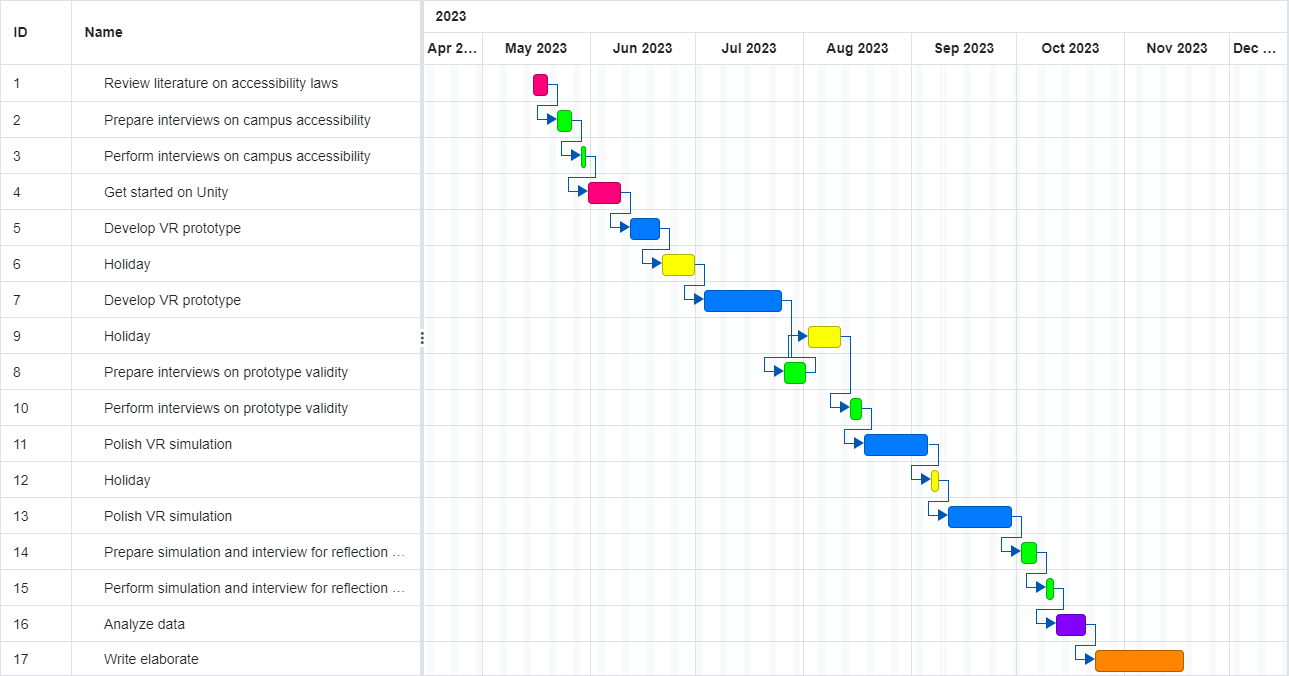 ID Name 2023
Apr 2... May 2023 Jun 2023 Jul 2023 Aug 2023 Sep 2023 Oct 2023 Nov 2023 Dec ...
1 Review literature on accessibility laws
2 Prepare interviews on campus accessibility
3 Perform interviews on campus accessibility
4 Get started on Unity
5 Develop VR prototype
6 Holiday
7 Develop VR prototype
9 Holiday
8 Prepare interviews on prototype validity
10 Perform interviews on prototype validity
11 Polish VR simulation
12 Holiday
13 Polish VR simulation
14 Prepare simulation and interview for reflection ...
15 Perform simulation and interview for reflection ...
16 Analyze data
17 Write elaborate